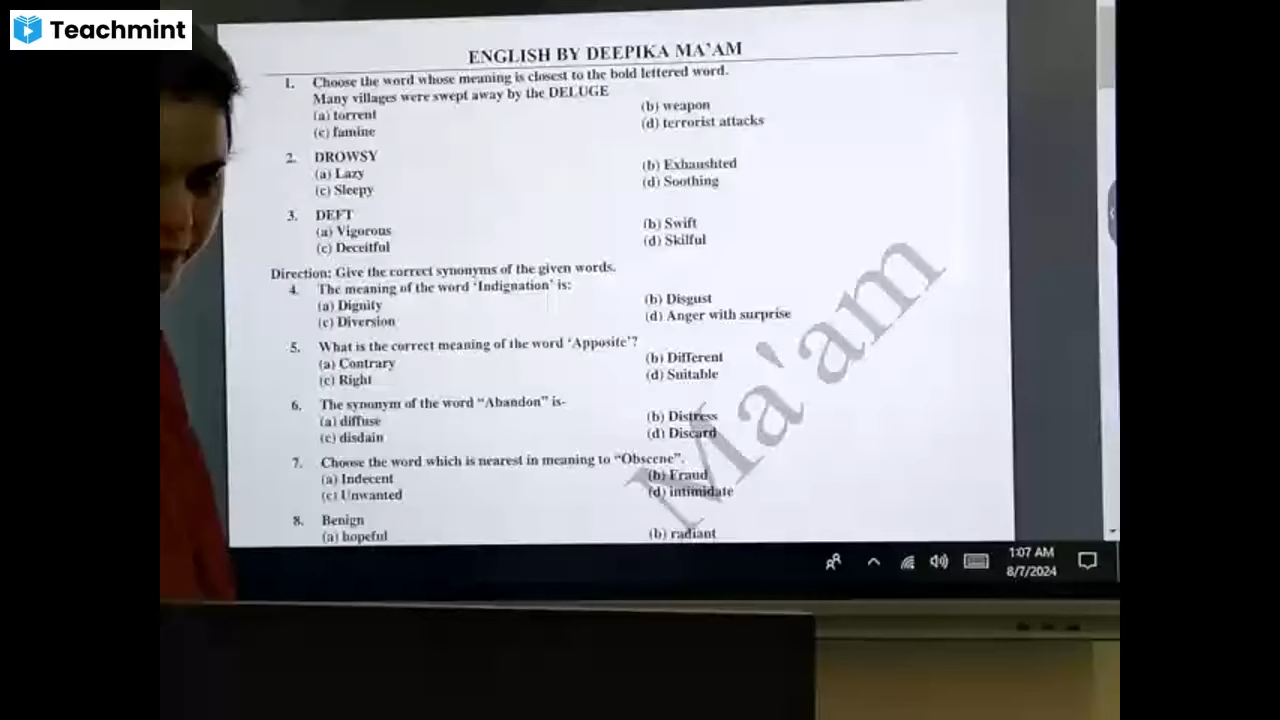 Teachmint
ENGLISH BY DEEPIKA MA'AM
1. Choose the word whose meaning is closest to the bold lettered word.
Many villages were swept away by the DELUGE
(a) torrent (b) weapon
(c) famine (d) terrorist attacks
2. DROWSY
(a) Lazy (b) Exhaushted
(c) Sleepy (d) Soothing
3. DEFT
(a) Vigorous (b) Swift
(c) Deceitful (d) Skilful
Direction: Give the correct synonyms of the given words.
4. The meaning of the word 'Indignation' is:
(a) Dignity (b) Disgust
(c) Diversion (d) Anger with surprise
5. What is the correct meaning of the word 'Apposite'?
(a) Contrary (b) Different
(c) Right (d) Suitable
6. The synonym of the word "Abandon" is-
(a) diffuse (b) Distress
(c) disdain (d) Discard
7. Choose the word which is nearest in meaning to "Obscene".
(a) Indecent (b) Fraud
(c) Unwanted (d) intimidate
8. Benign
(a) hopeful (b) radiant
Ma'am
1:07 AM
8/7/2024